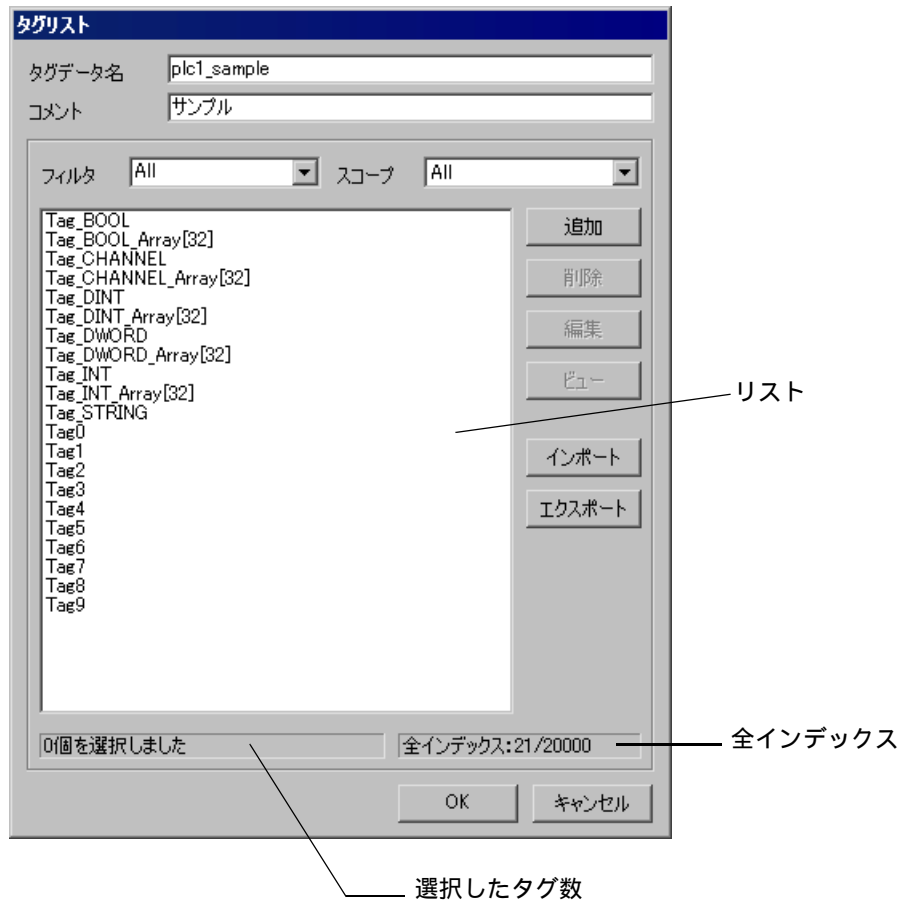 タグリスト
タグデータ名 plc1_sample
コメント サンプル
フィルタ All スコープ All
Tag_BOOL
Tag_BOOL_Array[32]
Tag_CHANNEL
Tag_CHANNEL_Array[32]
Tag_DINT
Tag_DINT_Array[32]
Tag_DWORD
Tag_DWORD_Array[32]
Tag_INT
Tag_INT_Array[32]
Tag_STRING
Tag0
Tag1
Tag2
Tag3
Tag4
Tag5
Tag6
Tag7
Tag8
Tag9
追加
削除
編集
ビュー
インポート
エクスポート
リスト
0個を選択しました 全インデックス:21/20000
全インデックス
OK キャンセル
選択したタグ数